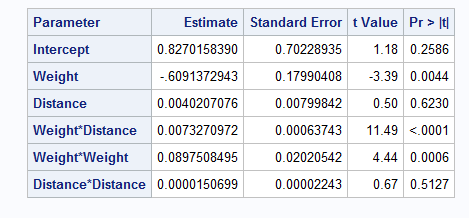 Parameter Estimate Standard Error t Value Pr > |t|
Intercept 0.8270158390 0.70228935 1.18 0.2586
Weight -.6091372943 0.17990408 -3.39 0.0044
Distance 0.0040207076 0.00799842 0.50 0.6230
Weight*Distance 0.0073270972 0.00063743 11.49 <.0001
Weight*Weight 0.0897508495 0.02020542 4.44 0.0006
Distance*Distance 0.0000150699 0.00002243 0.67 0.5127